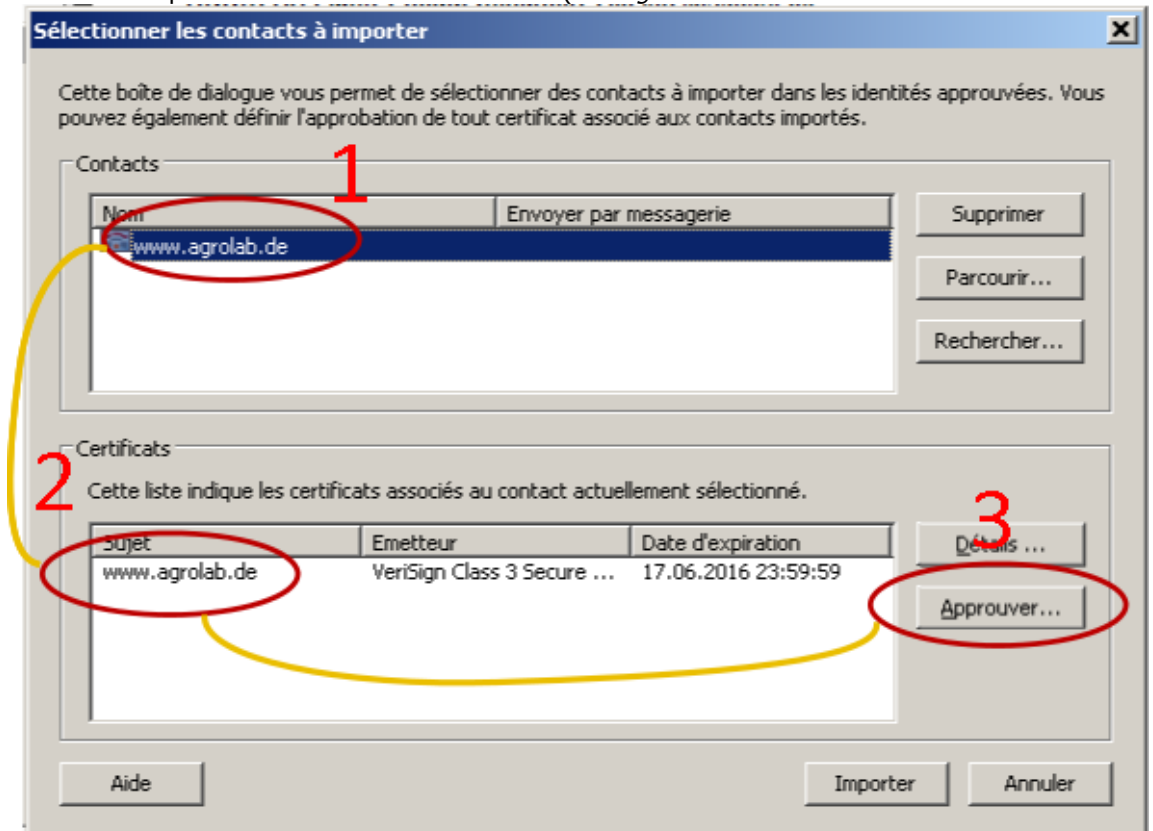 Sélectionner les contacts à importer
Cette boîte de dialogue vous permet de sélectionner des contacts à importer dans les identités approuvées. Vous
pouvez également définir l'approbation de tout certificat associé aux contacts importés.
Contacts
1
Nom Envoyer par messagerie
www.agrolab.de
Supprimer
Parcourir...
Rechercher...
Certificats
2
Cette liste indique les certificats associés au contact actuellement sélectionné.
3
Sujet Emetteur Date d'expiration
www.agrolab.de VeriSign Class 3 Secure ... 17.06.2016 23:59:59
Détails ...
Approuver...
Aide Importer Annuler